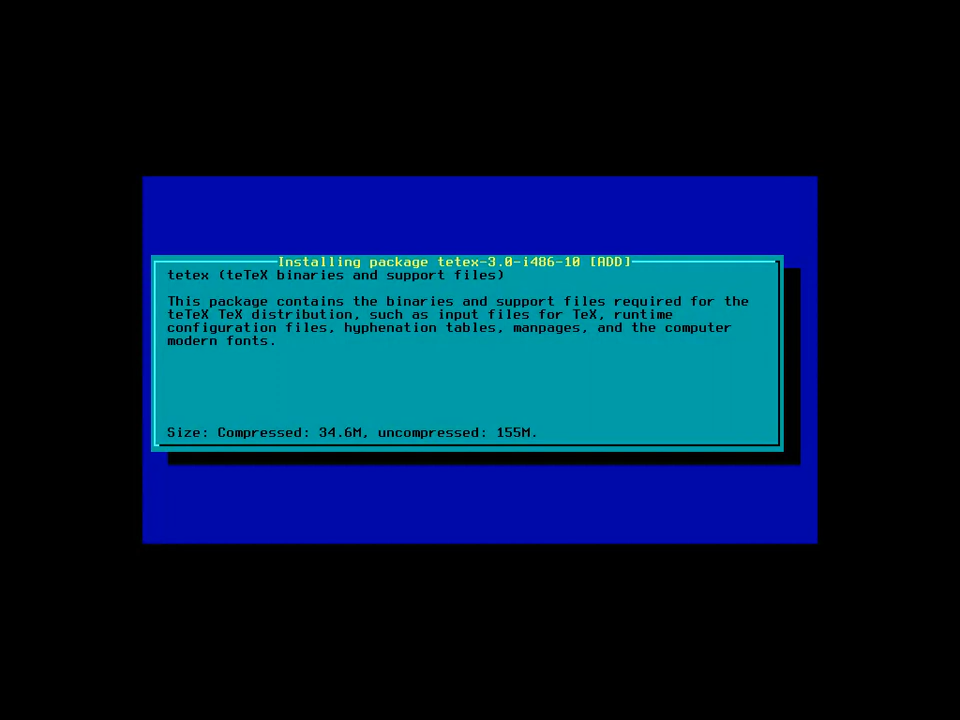 Installing package tetex-3.0-i486-10 [ADD]
tetex (teTeX binaries and support files)
This package contains the binaries and support files required for the
teTeX TeX distribution, such as input files for TeX, runtime
configuration files, hyphenation tables, manpages, and the computer
modern fonts.
Size: Compressed: 34.6M, uncompressed: 155M.